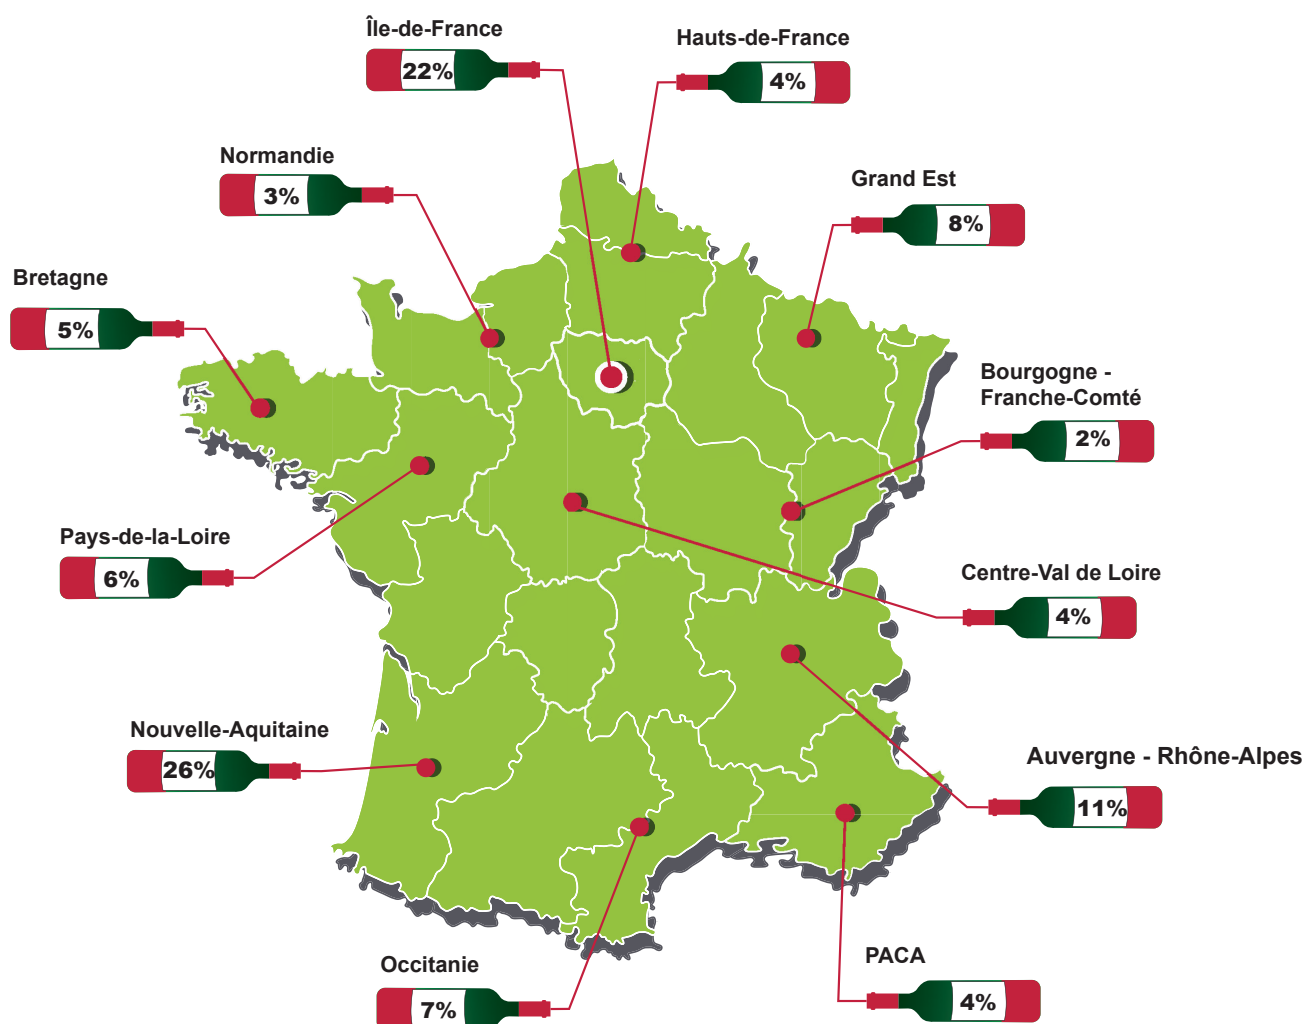 Île-de-France
22%
Hauts-de-France
4%
Normandie
3%
Grand Est
8%
Bretagne
5%
Bourgogne -
Franche-Comté
2%
Pays-de-la-Loire
6%
Centre-Val de Loire
4%
Nouvelle-Aquitaine
26%
Auvergne - Rhône-Alpes
11%
Occitanie
7%
PACA
4%